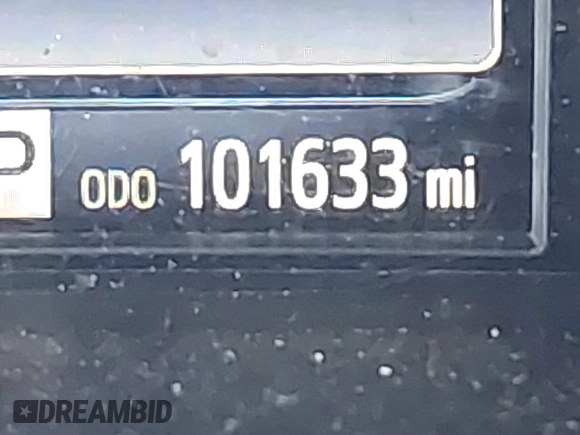 P
ODO 101633 mi
DREAMBID